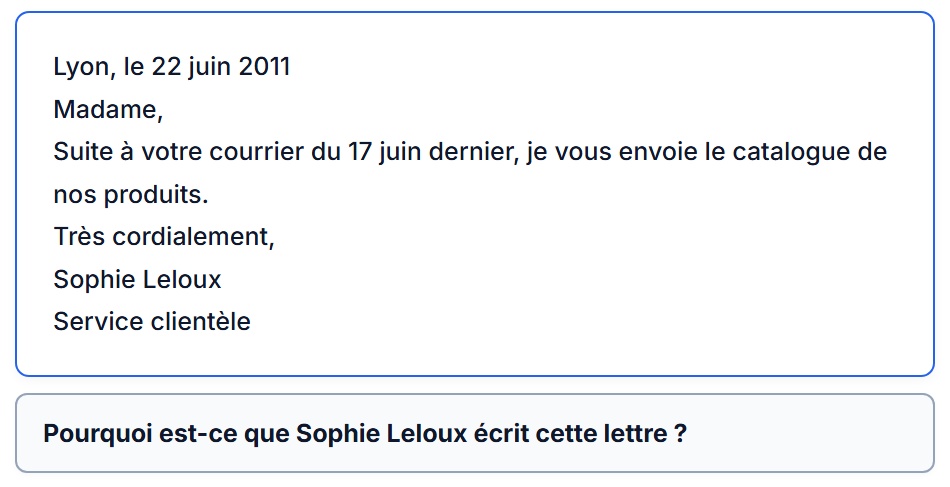 Lyon, le 22 juin 2011
Madame,
Suite à votre courrier du 17 juin dernier, je vous envoie le catalogue de
nos produits.
Très cordialement,
Sophie Leloux
Service clientèle
Pourquoi est-ce que Sophie Leloux écrit cette lettre ?